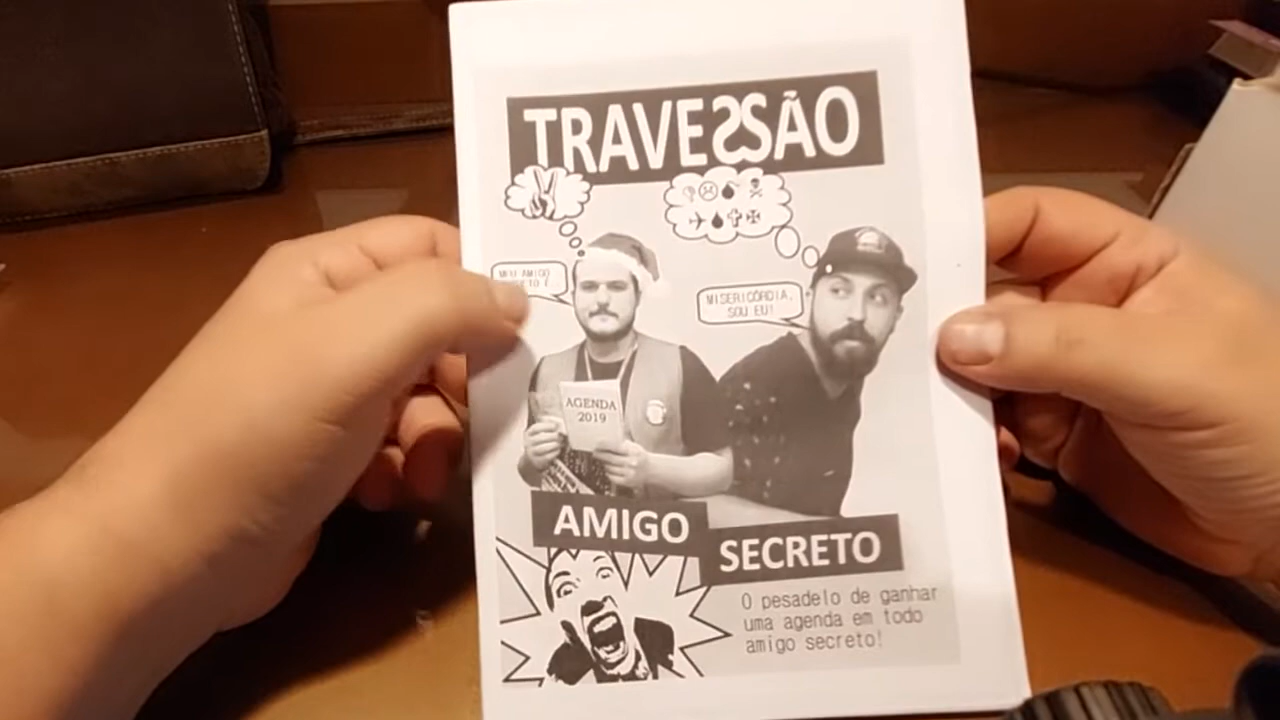 TRAVESSÃO
MEU AMIGO
É...
MISERICÓRDIA,
SOU EU!
AGENDA
2019
AMIGO
SECRETO
O pesadelo de ganhar
uma agenda em todo
amigo secreto!